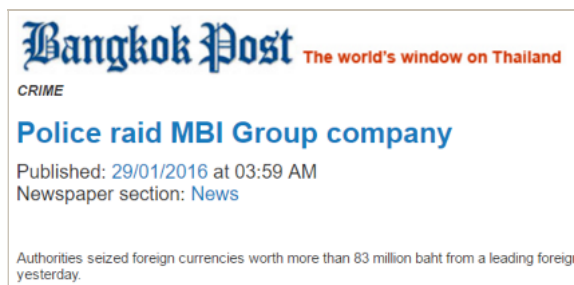 Bangkok Post The world's window on Thailand
CRIME
Police raid MBI Group company
Published: 29/01/2016 at 03:59 AM
Newspaper section: News
Authorities seized foreign currencies worth more than 83 million baht from a leading foreig
yesterday.